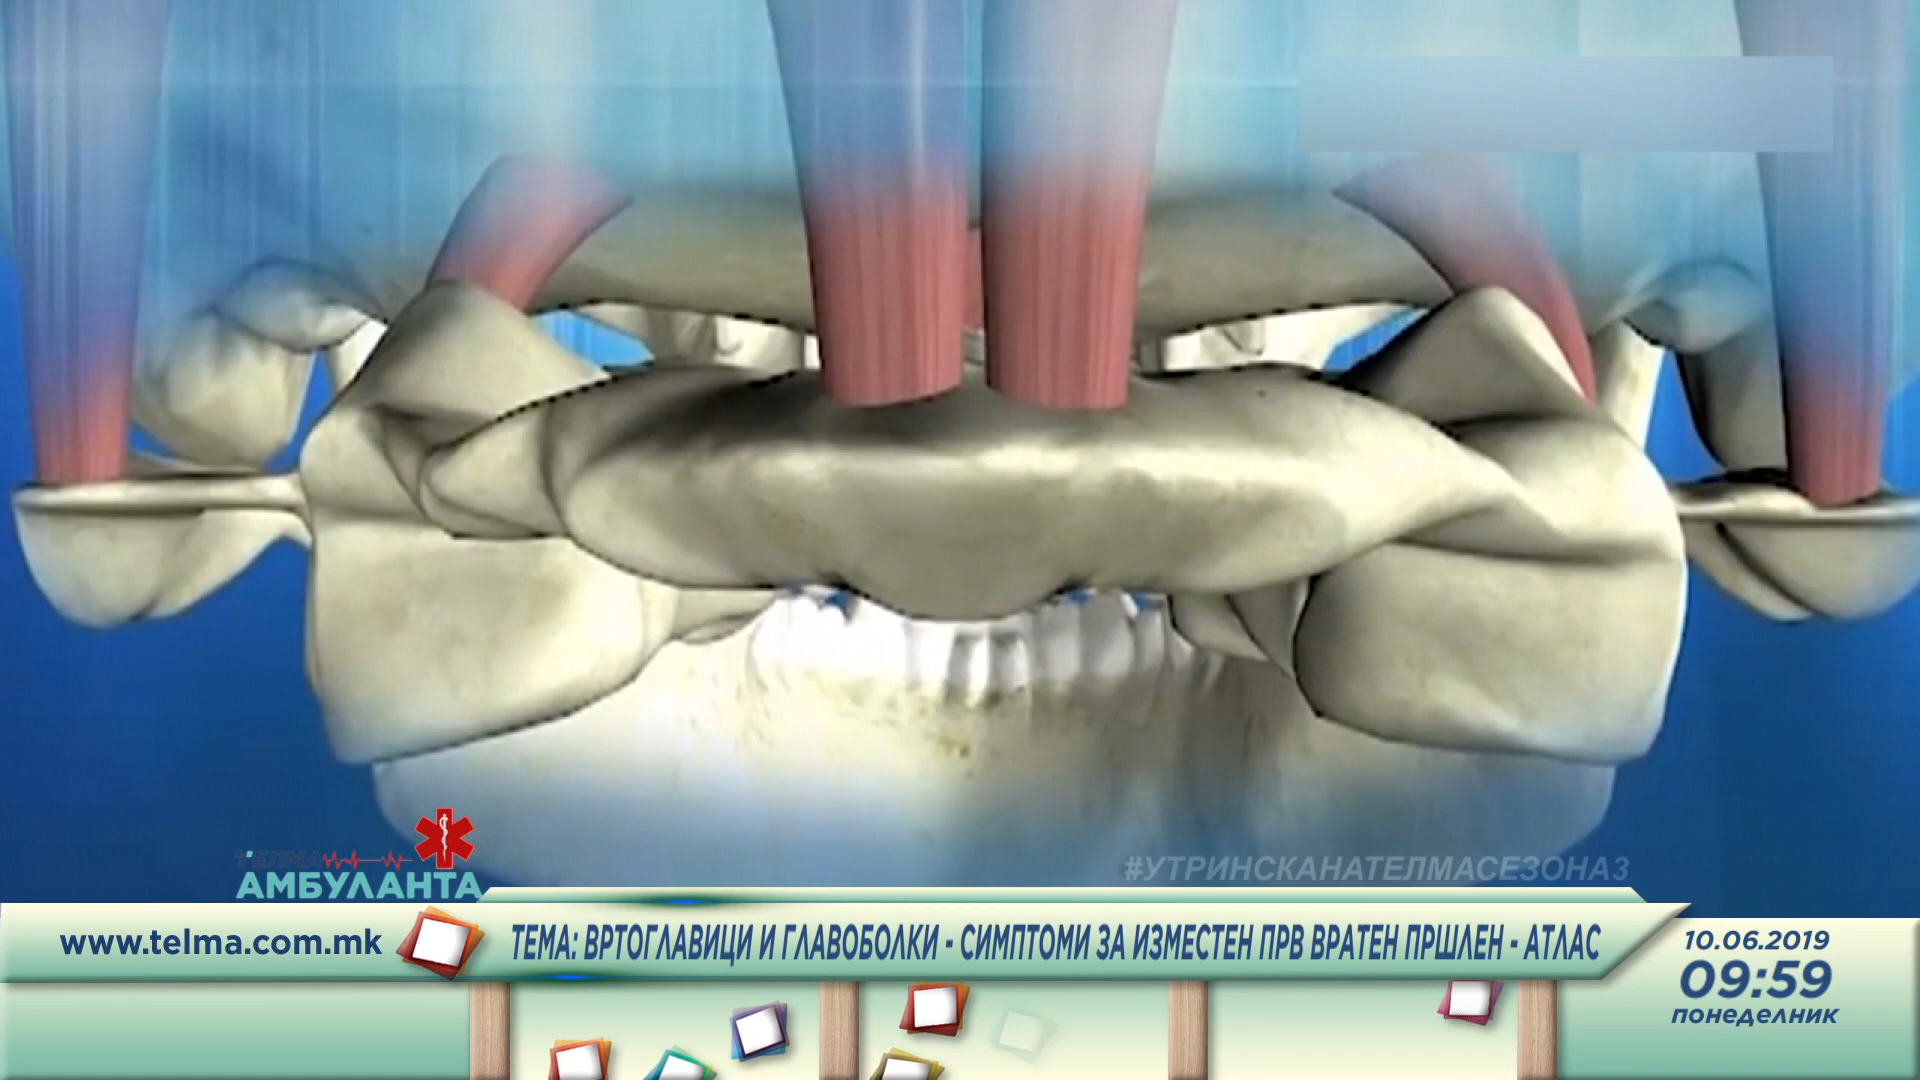 ТЕЛМА
АМБУЛАНТА
#УТРИНСКАНАТЕЛМАСЕЗОНА3
www.telma.com.mk
ТЕМА: ВРТОГЛАВИЦИ И ГЛАВОБОЛКИ - СИМПТОМИ ЗА ИЗМЕСТЕН ПРВ ВРАТЕН ПРШЛЕН - АТЛАС
10.06.2019
09:59
понеделник